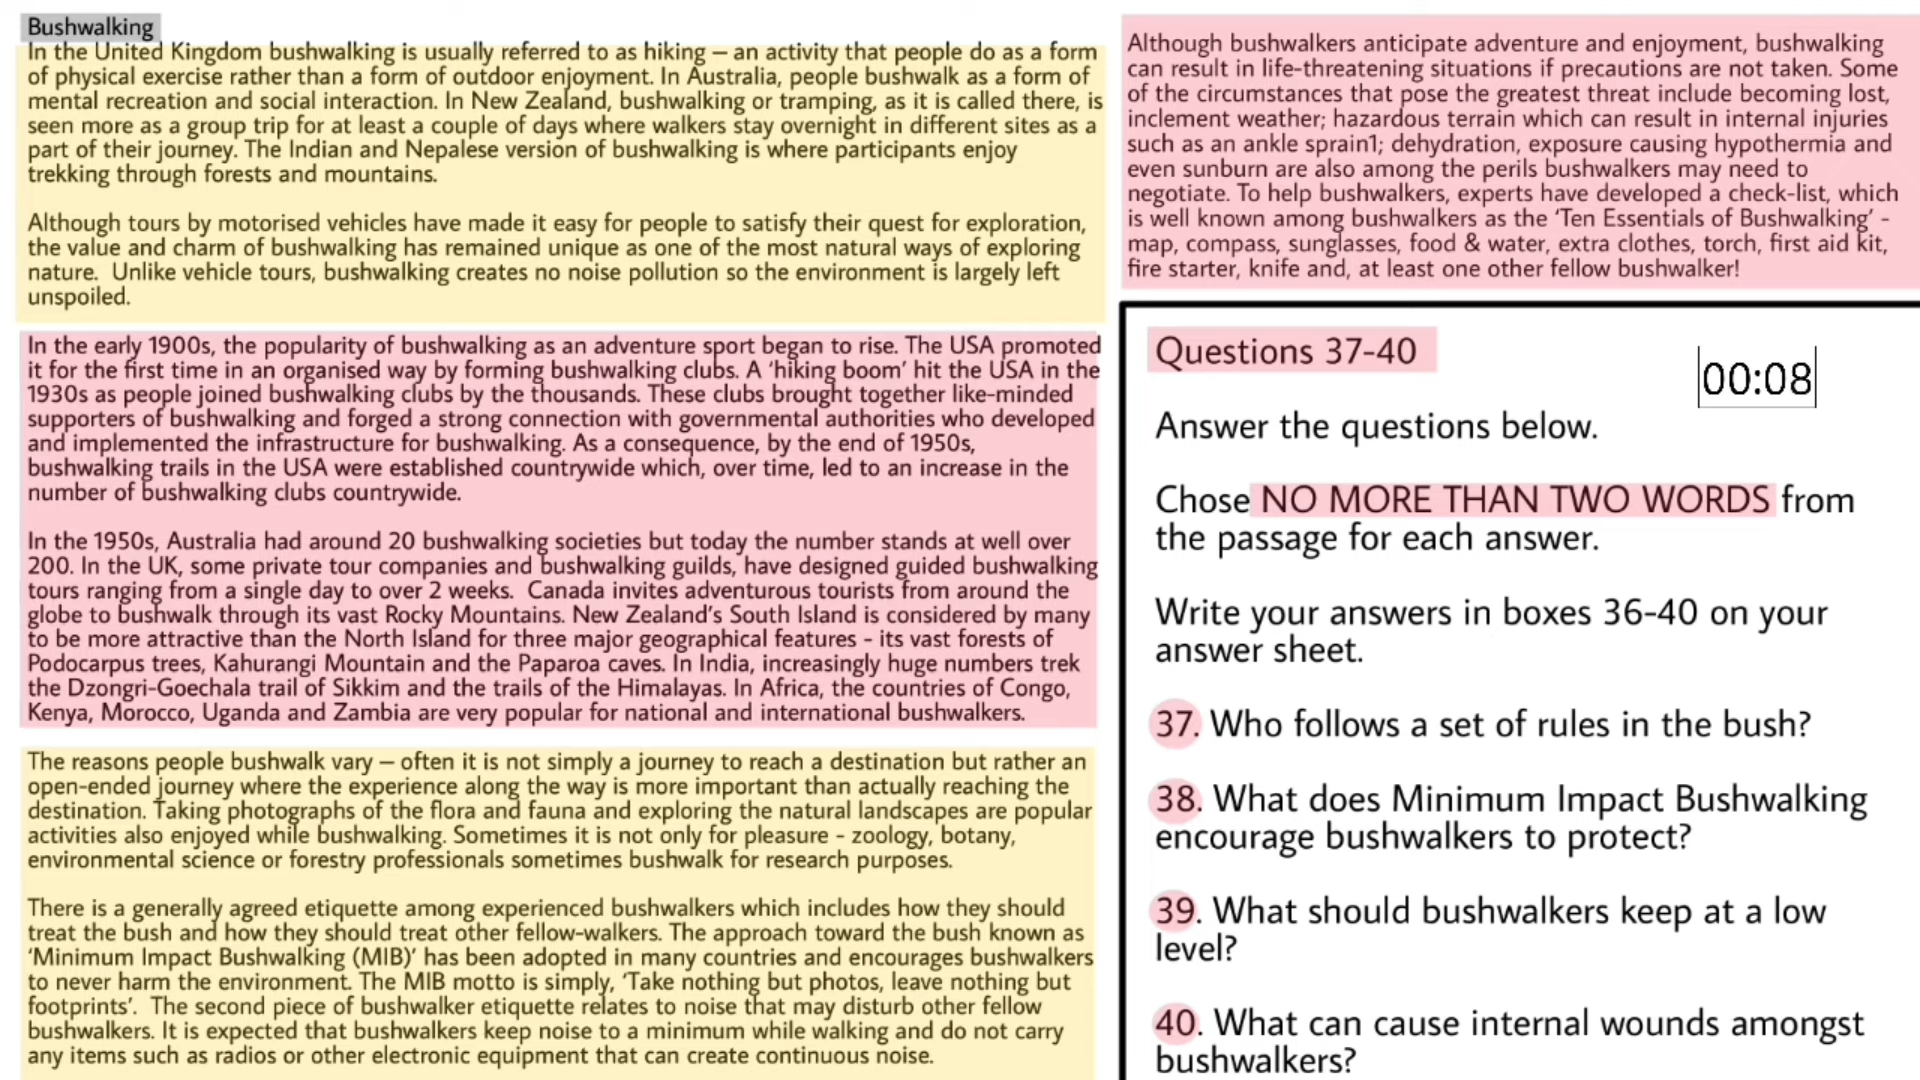 Bushwalking
In the United Kingdom bushwalking is usually referred to as hiking – an activity that people do as a form
of physical exercise rather than a form of outdoor enjoyment. In Australia, people bushwalk as a form of
mental recreation and social interaction. In New Zealand, bushwalking or tramping, as it is called there, is
seen more as a group trip for at least a couple of days where walkers stay overnight in different sites as a
part of their journey. The Indian and Nepalese version of bushwalking is where participants enjoy
trekking through forests and mountains.
Although tours by motorised vehicles have made it easy for people to satisfy their quest for exploration,
the value and charm of bushwalking has remained unique as one of the most natural ways of exploring
nature. Unlike vehicle tours, bushwalking creates no noise pollution so the environment is largely left
unspoiled.
In the early 1900s, the popularity of bushwalking as an adventure sport began to rise. The USA promoted
it for the first time in an organised way by forming bushwalking clubs. A 'hiking boom' hit the USA in the
1930s as people joined bushwalking clubs by the thousands. These clubs brought together like-minded
supporters of bushwalking and forged a strong connection with governmental authorities who developed
and implemented the infrastructure for bushwalking. As a consequence, by the end of 1950s,
bushwalking trails in the USA were established countrywide which, over time, led to an increase in the
number of bushwalking clubs countrywide.
In the 1950s, Australia had around 20 bushwalking societies but today the number stands at well over
200. In the UK, some private tour companies and bushwalking guilds, have designed guided bushwalking
tours ranging from a single day to over 2 weeks. Canada invites adventurous tourists from around the
globe to bushwalk through its vast Rocky Mountains. New Zealand's South Island is considered by many
to be more attractive than the North Island for three major geographical features - its vast forests of
Podocarpus trees, Kahurangi Mountain and the Paparoa caves. In India, increasingly huge numbers trek
the Dzongri-Goechala trail of Sikkim and the trails of the Himalayas. In Africa, the countries of Congo,
Kenya, Morocco, Uganda and Zambia are very popular for national and international bushwalkers.
The reasons people bushwalk vary – often it is not simply a journey to reach a destination but rather an
open-ended journey where the experience along the way is more important than actually reaching the
destination. Taking photographs of the flora and fauna and exploring the natural landscapes are popular
activities also enjoyed while bushwalking. Sometimes it is not only for pleasure - zoology, botany,
environmental science or forestry professionals sometimes bushwalk for research purposes.
There is a generally agreed etiquette among experienced bushwalkers which includes how they should
treat the bush and how they should treat other fellow-walkers. The approach toward the bush known as
'Minimum Impact Bushwalking (MIB)' has been adopted in many countries and encourages bushwalkers
to never harm the environment. The MIB motto is simply, 'Take nothing but photos, leave nothing but
footprints'. The second piece of bushwalker etiquette relates to noise that may disturb other fellow
bushwalkers. It is expected that bushwalkers keep noise to a minimum while walking and do not carry
any items such as radios or other electronic equipment that can create continuous noise.
Although bushwalkers anticipate adventure and enjoyment, bushwalking
can result in life-threatening situations if precautions are not taken. Some
of the circumstances that pose the greatest threat include becoming lost,
inclement weather; hazardous terrain which can result in internal injuries
such as an ankle sprain1; dehydration, exposure causing hypothermia and
even sunburn are also among the perils bushwalkers may need to
negotiate. To help bushwalkers, experts have developed a check-list, which
is well known among bushwalkers as the 'Ten Essentials of Bushwalking' -
map, compass, sunglasses, food & water, extra clothes, torch, first aid kit,
fire starter, knife and, at least one other fellow bushwalker!
Questions 37-40
00:08
Answer the questions below.
Chose NO MORE THAN TWO WORDS from
the passage for each answer.
Write your answers in boxes 36-40 on your
answer sheet.
37. Who follows a set of rules in the bush?
38. What does Minimum Impact Bushwalking
encourage bushwalkers to protect?
39. What should bushwalkers keep at a low
level?
40. What can cause internal wounds amongst
bushwalkers?